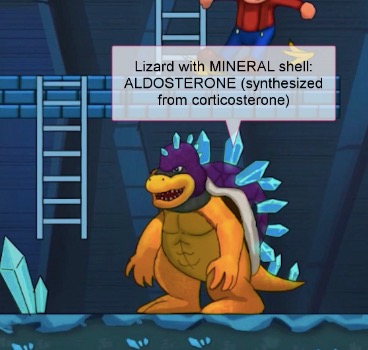 Lizard with MINERAL shell:
ALDOSTERONE (synthesized
from corticosterone)